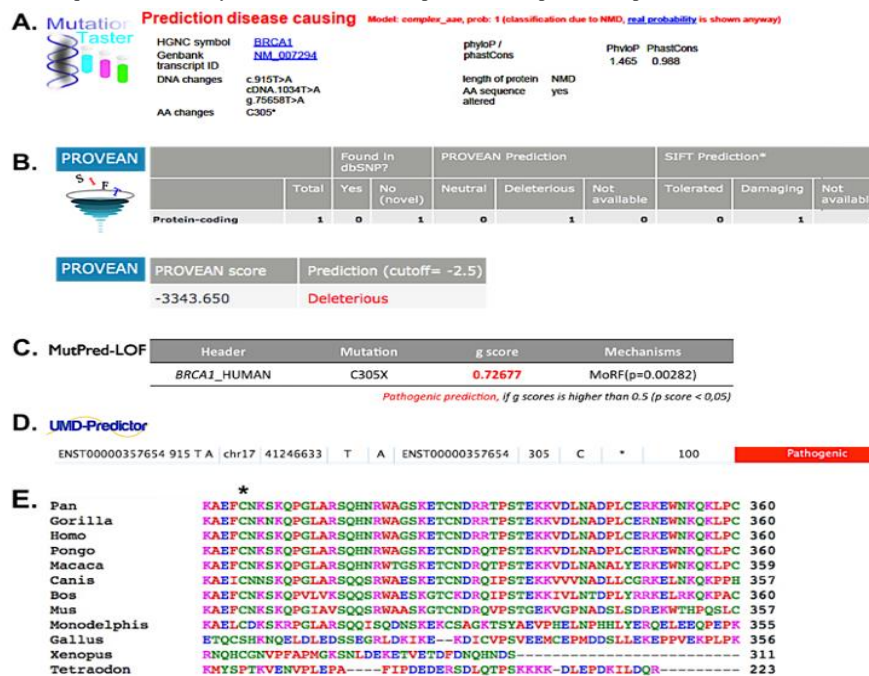 A. Mutation Taster
Prediction disease causing Model: complex_aae, prob: 1 (classification due to NMD, real probability is shown anyway)
HGNC symbol BRCA1 phyloP / phastCons PhyloP PhastCons
1.465 0.988
Genbank transcript ID NM_007294
DNA changes c.915T>A length of protein NMD
cDNA.1034T>A AA sequence altered yes
g.75658T>A
AA changes C305*
B. PROVEAN
SIFT
Found in dbSNP? PROVEAN Prediction SIFT Prediction*
Total Yes No (novel) Neutral Deleterious Not available Tolerated Damaging Not availabl
Protein-coding 1 0 1 0 1 0 0 1
PROVEAN PROVEAN score Prediction (cutoff= -2.5)
-3343.650 Deleterious
C. MutPred-LOF Header Mutation g score Mechanisms
BRCA1_HUMAN C305X 0.72677 MoRF(p=0.00282)
Pathogenic prediction, if g scores is higher than 0.5 (p score < 0,05)
D. UMD-Predictor
ENST00000357654 915 T A chr17 41246633 T A ENST00000357654 305 C * 100 Pathogenic
E. *
Pan KAEFCNKSKQPGLARSQHNRWAGSKETCNDRRTPSTEKKVDLNADPLCERKEWNKQKLPC 360
Gorilla KAEFCNKSKQPGLARSQHNRWAGSKETCNDRRTPSTEKKVDLNADPLCERNEWNKQKLPC 360
Homo KAEFCNKSKQPGLARSQHNRWAGSKETCNDRRTPSTEKKVDLNADPLCERKEWNKQKLPC 360
Pongo KAEFCNKSKQPGLARSQHNRWAGSKETCNDRQTPSTEKKVDLNADPLCERKEWNKQKLPC 360
Macaca KAEFCNKSKQPGLARSQHNRWTGSKETCNDRQTPSTEKKVDLNANALYERKEWNKQKLPC 359
Canis KAEICNNSKQPGLARSQQSRWAESKETCNDRQIPSTEKKVVVNADLLCGRKELNKQKPPH 357
Bos KAEFCNKSKQPVLVKSQQSRWAESKGTCKDRQIPSTEKKIVLNTDPLYRRKELRKQKPAC 360
Mus KAEFCNKSKQPGIAVSQQSRWAASKGTCNDRQVPSTGEKVGPNADSLSDREKWTHPQSLC 357
Monodelphis KAELCDKSKRPGLARSQQISQDNSKEKCSAGKTSYAEVPHELNPHHLYERQELEEQPEPK 355
Gallus ETQCSHKNQELDLEDSSEGRLDKIKE--KDICVPSVEEMCEPMDDSLLEKEPPVEKPLPK 356
Xenopus RNQHCGNVPFAPMGKSNLDEKETVETDFDNQHNDS------------------------- 311
Tetraodon KMYSPTKVENVPLEPA----FIPDEDERSDLQTPSKKKK-DLEPDKILDQR--------- 223